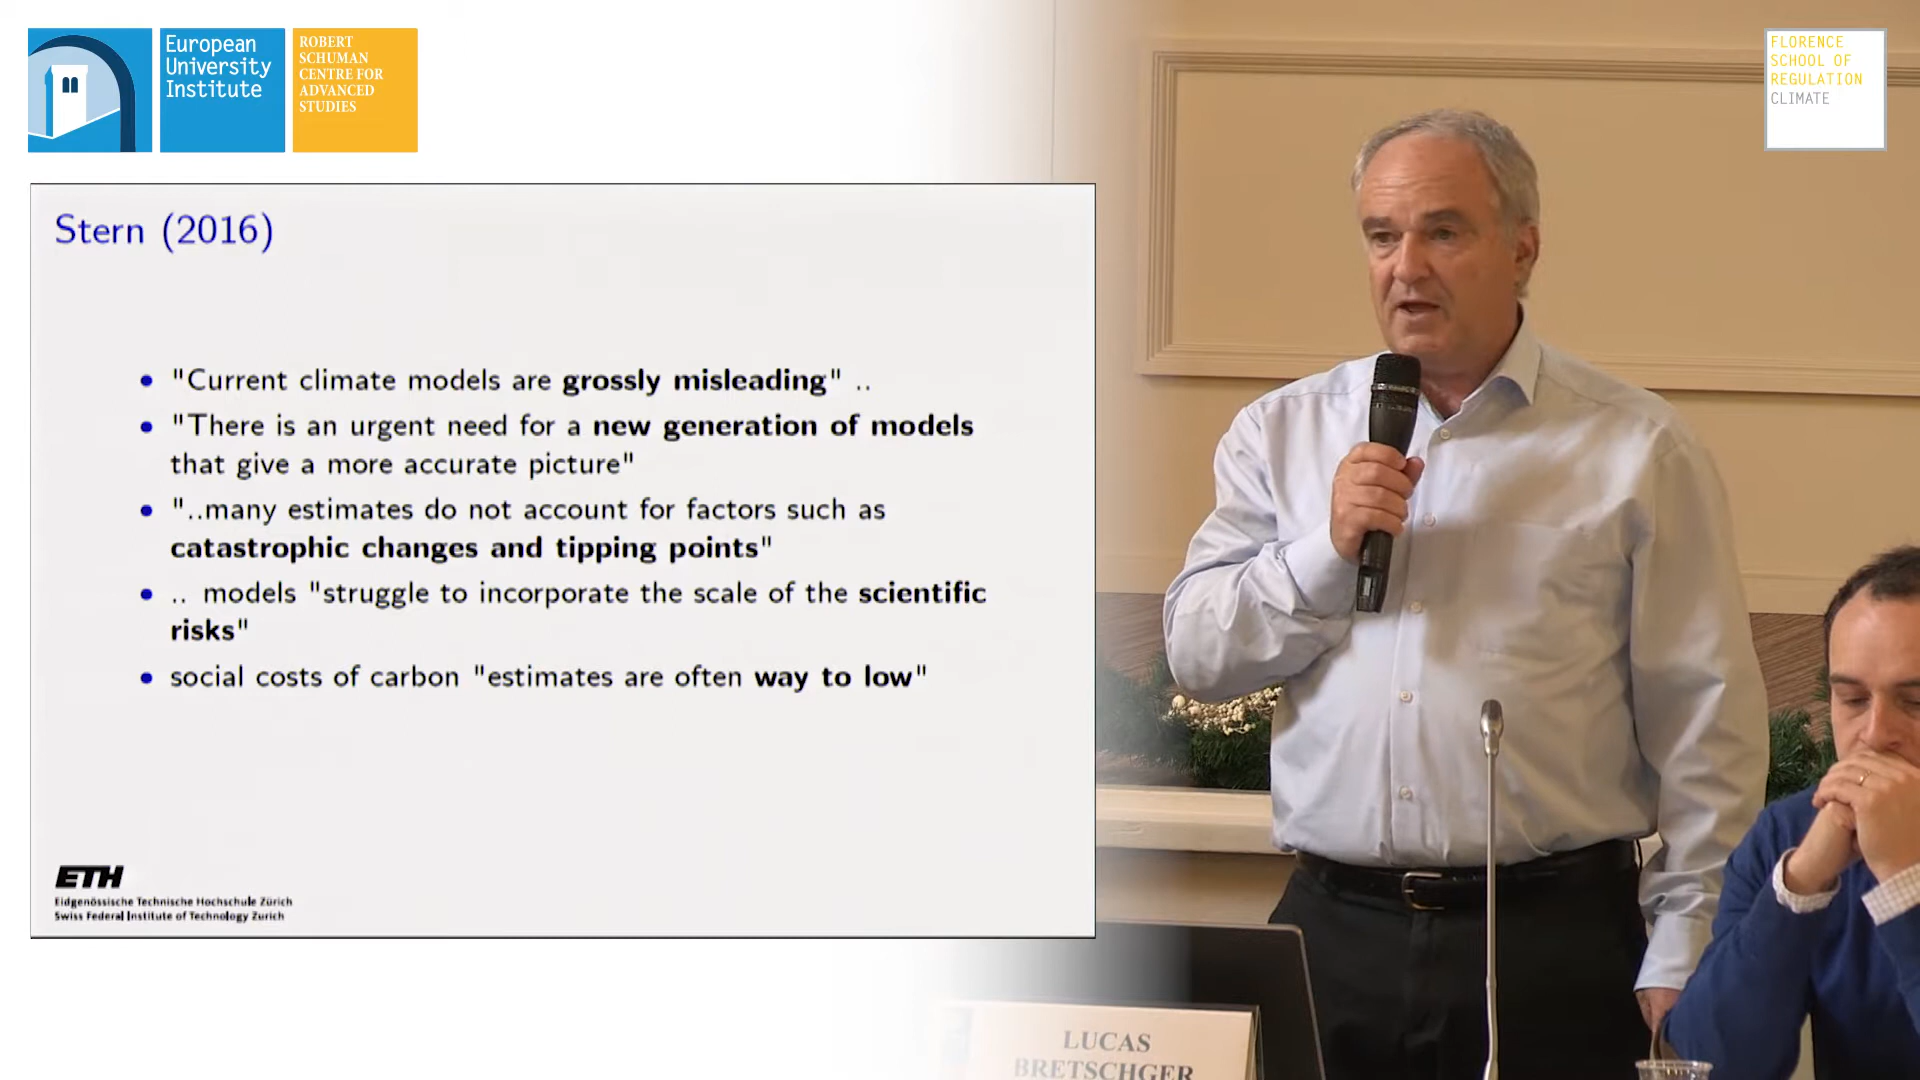 European
University
Institute
ROBERT
SCHUMAN
CENTRE FOR
ADVANCED
STUDIES
FLORENCE
SCHOOL OF
REGULATION
CLIMATE
Stern (2016)
• "Current climate models are grossly misleading" ..
• "There is an urgent need for a new generation of models
that give a more accurate picture"
• "..many estimates do not account for factors such as
catastrophic changes and tipping points"
• .. models "struggle to incorporate the scale of the scientific
risks"
• social costs of carbon "estimates are often way to low"
ETH
Eidgenössische Technische Hochschule Zürich
Swiss Federal Institute of Technology Zurich
LUCAS
BRETSCHGER